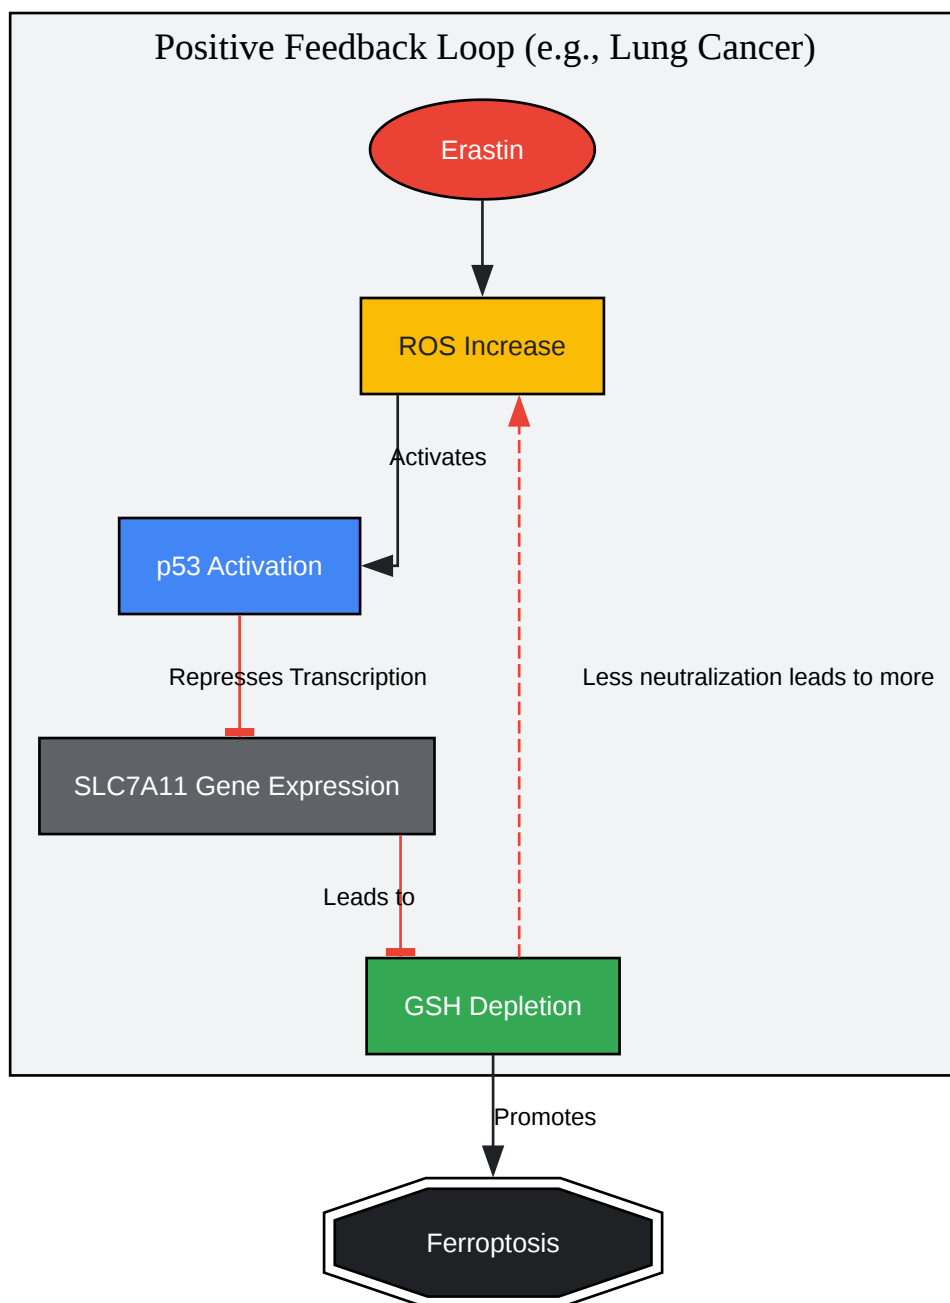 Positive Feedback Loop (e.g., Lung Cancer)
Erastin
ROS Increase
Activates
p53 Activation
Represses Transcription
Less neutralization leads to more
SLC7A11 Gene Expression
Leads to
GSH Depletion
Promotes
Ferroptosis